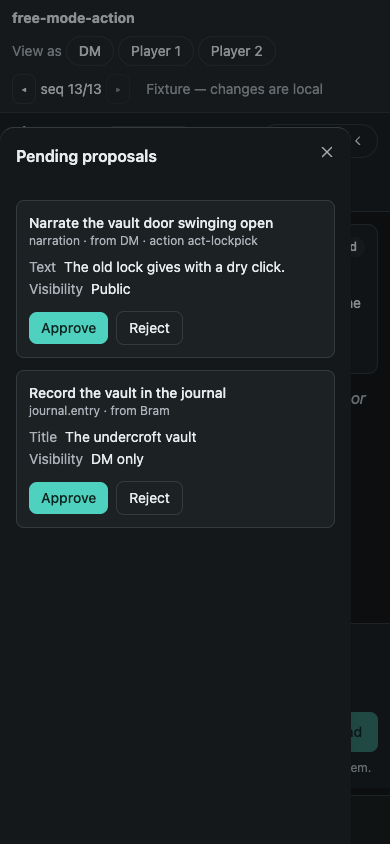 free-mode-action
View as DM Player 1 Player 2
seq 13/13 Fixture — changes are local
Pending proposals
Narrate the vault door swinging open
narration · from DM · action act-lockpick
Text The old lock gives with a dry click.
Visibility Public
Approve Reject
Record the vault in the journal
journal.entry · from Bram
Title The undercroft vault
Visibility DM only
Approve Reject
or
em.